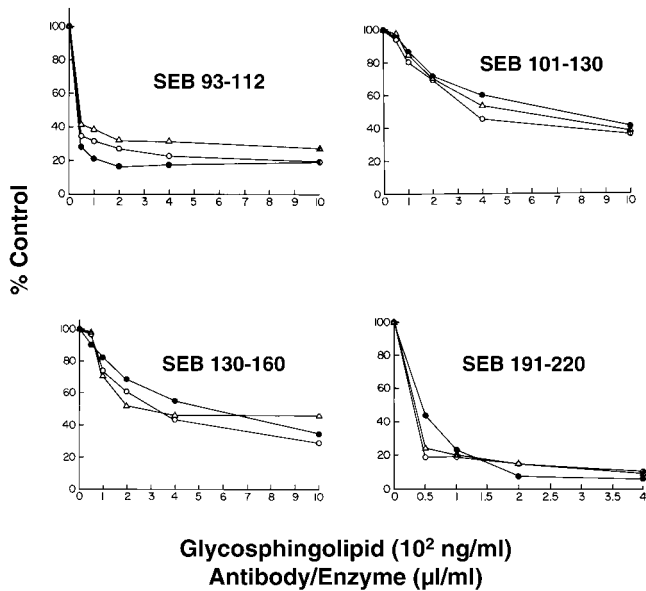 % Control
SEB 93-112
100
80
60
40
20
0
0 1 2 3 4 5 6 7 8 9 10
SEB 101-130
100
80
60
40
20
0
0 1 2 3 4 5 6 7 8 9 10
SEB 130-160
100
80
60
40
20
0
0 1 2 3 4 5 6 7 8 9 10
SEB 191-220
100
80
60
40
20
0
0 0.5 1 1.5 2 2.5 3 3.5 4
Glycosphingolipid (10² ng/ml)
Antibody/Enzyme (µl/ml)